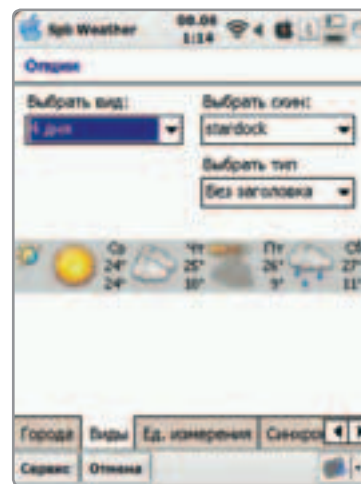 Spb Weather 08.08 1:14
Опции
Выбрать вид: Выбрать скин:
4 дня stardock
Выбрать тип
Без заголовка
Ср Чт Пт Сб
24° 25° 26° 27°
24° 10° 9° 11°
Города Виды Ед. измерения Синхро
Сервис Отмена